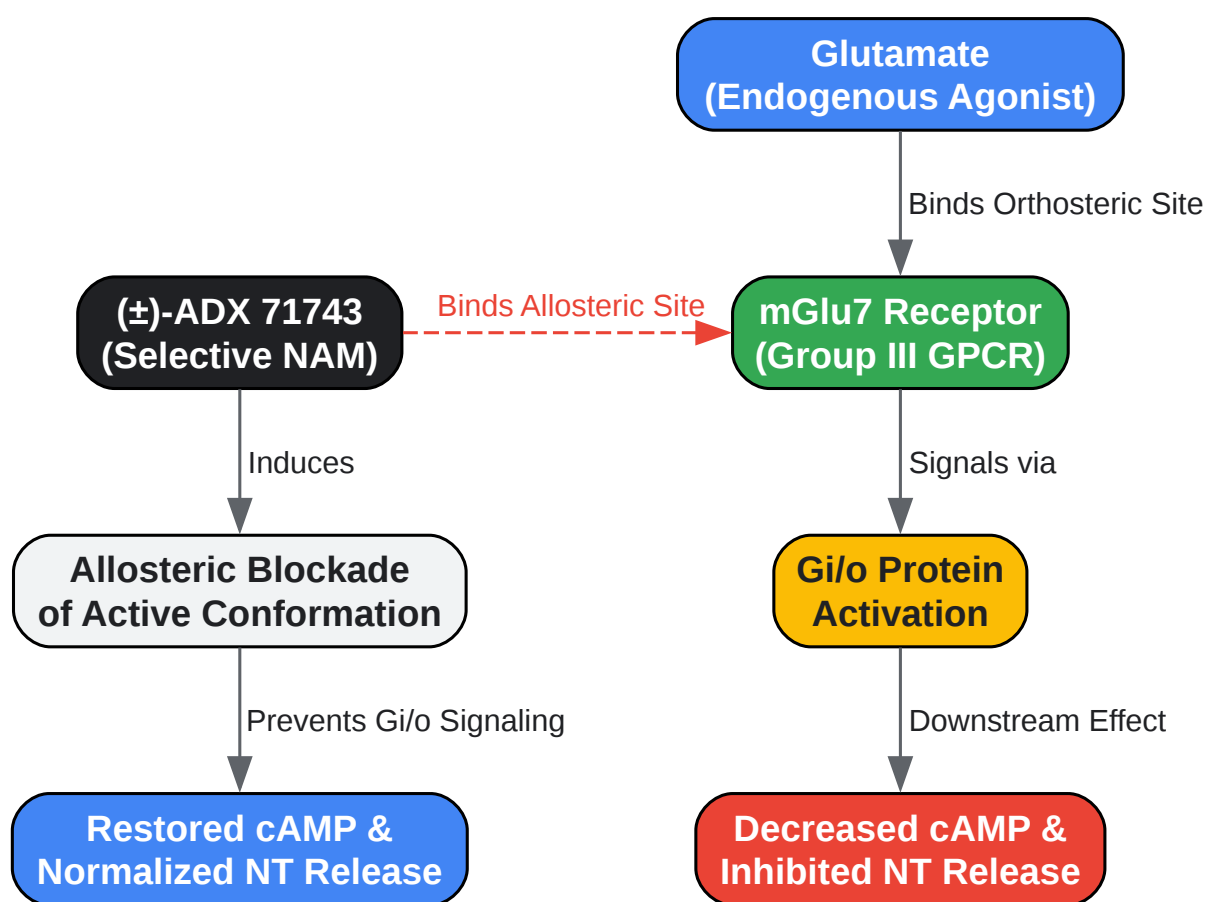 Glutamate
(Endogenous Agonist)
Binds Orthosteric Site
(±)-ADX 71743
(Selective NAM)
Binds Allosteric Site
mGlu7 Receptor
(Group III GPCR)
Induces
Signals via
Allosteric Blockade
of Active Conformation
Gi/o Protein
Activation
Prevents Gi/o Signaling
Downstream Effect
Restored cAMP &
Normalized NT Release
Decreased cAMP &
Inhibited NT Release